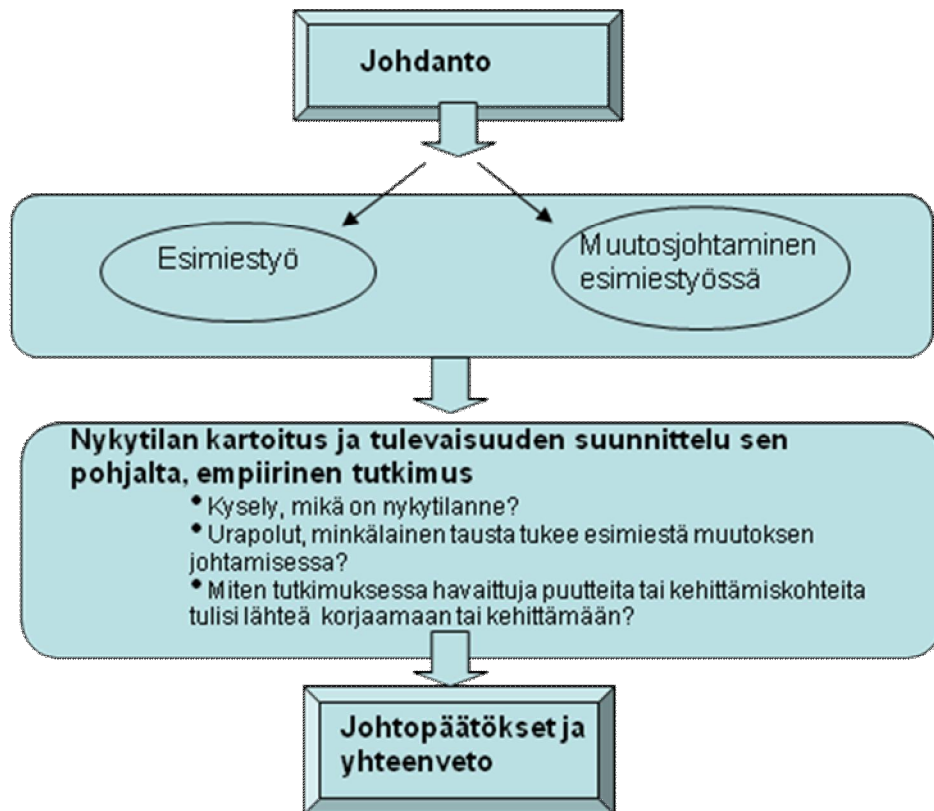 Johdanto
Esimiestyö
Muutosjohtaminen
esimiestyössä
Nykytilan kartoitus ja tulevaisuuden suunnittelu sen
pohjalta, empiirinen tutkimus
• Kysely, mikä on nykytilanne?
• Urapolut, minkälainen tausta tukee esimiestä muutoksen
johtamisessa?
• Miten tutkimuksessa havaittuja puutteita tai kehittämiskohteita
tulisi lähteä korjaamaan tai kehittämään?
Johtopäätökset ja
yhteenveto